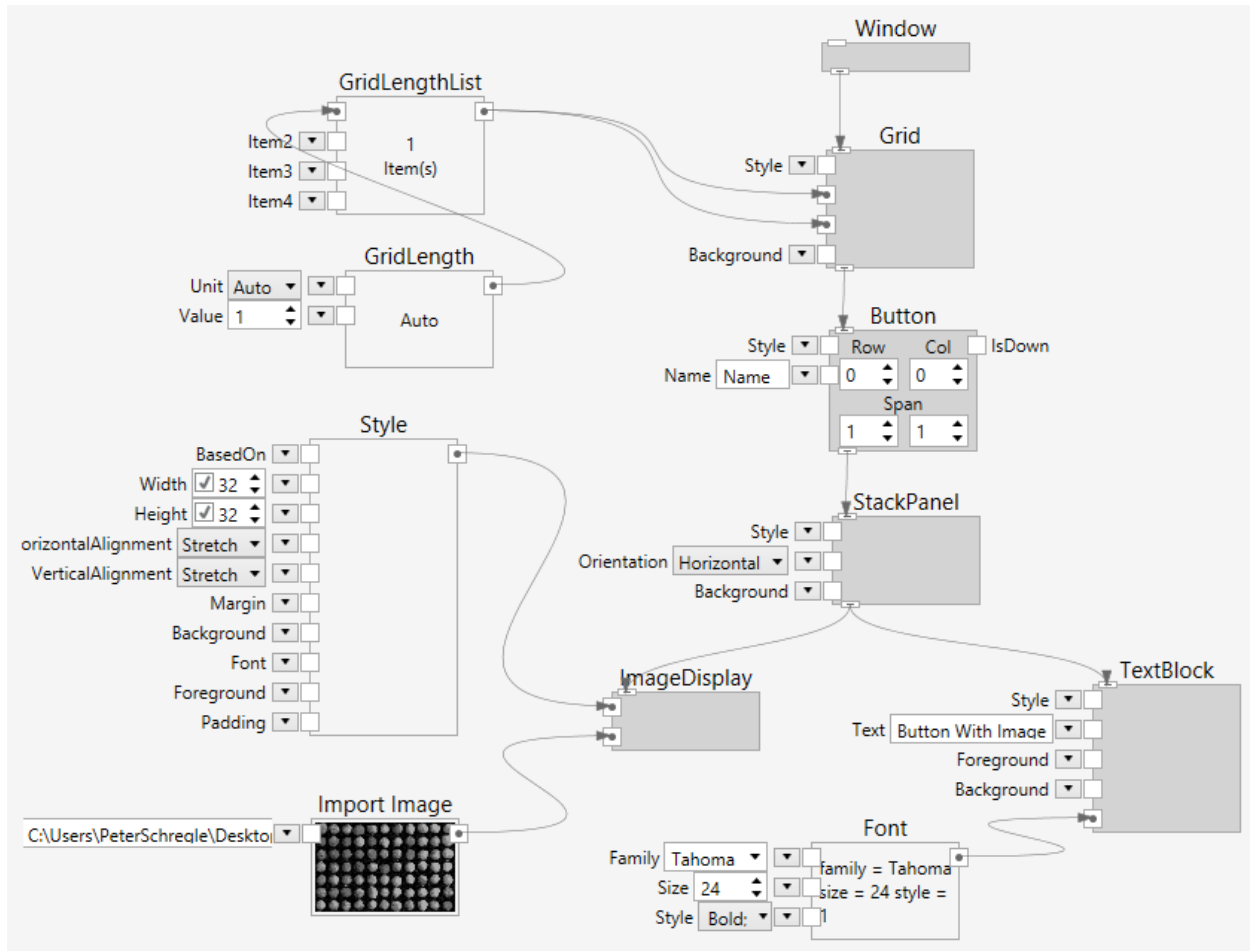 Window
GridLengthList
Item2
Item3
Item4
1
Item(s)
Grid
Style
Background
GridLength
Unit Auto
Value 1
Auto
Button
Style
Name Name
Row Col
0 0
Span
1 1
IsDown
Style
BasedOn
Width 32
Height 32
orizontalAlignment Stretch
VerticalAlignment Stretch
Margin
Background
Font
Foreground
Padding
StackPanel
Style
Orientation Horizontal
Background
ImageDisplay
TextBlock
Style
Text Button With Image
Foreground
Background
Import Image
C:\Users\PeterSchregle\Deskto
Font
Family Tahoma
Size 24
Style Bold;
family = Tahoma
size = 24 style =
1